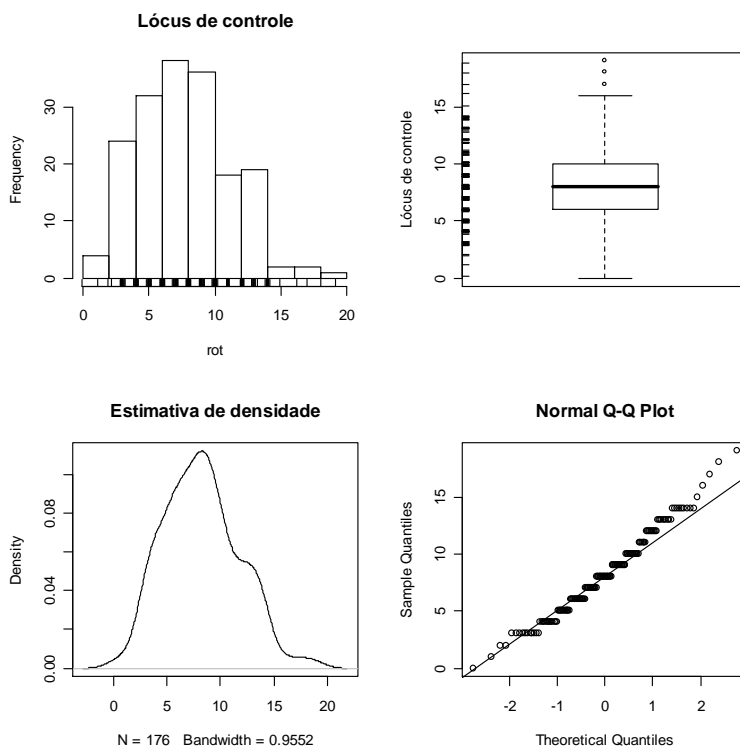 Lócus de controle
Frequency
0 10 20 30
0 5 10 15 20
rot
Lócus de controle
0 5 10 15
Estimativa de densidade
Density
0.00 0.04 0.08
0 5 10 15 20
N = 176 Bandwidth = 0.9552
Normal Q-Q Plot
Sample Quantiles
0 5 10 15
-2 -1 0 1 2
Theoretical Quantiles